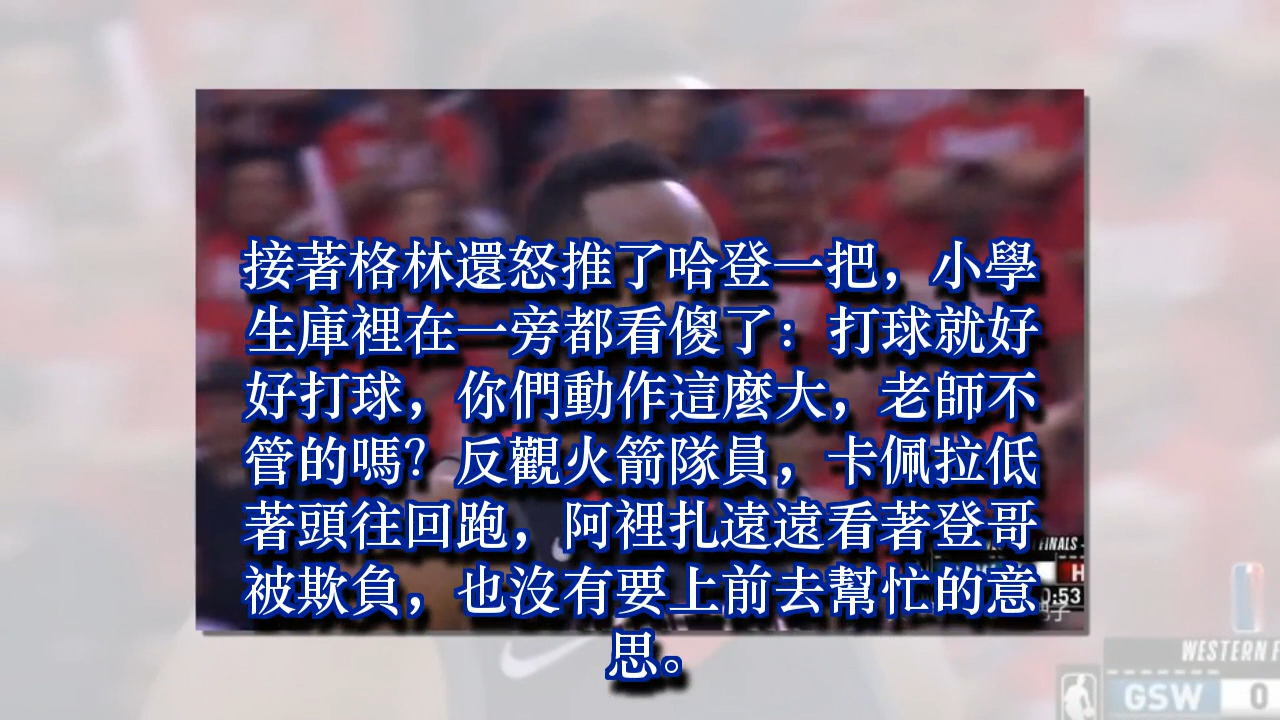 接著格林還怒推了哈登一把，小學
生庫裡在一旁都看傻了：打球就好
好打球，你們動作這麼大，老師不
管的嗎？反觀火箭隊員，卡佩拉低
著頭往回跑，阿裡扎遠遠看著登哥
被欺負，也沒有要上前去幫忙的意
思。
FINALS -
H
0:53
WESTERN F
GSW 0